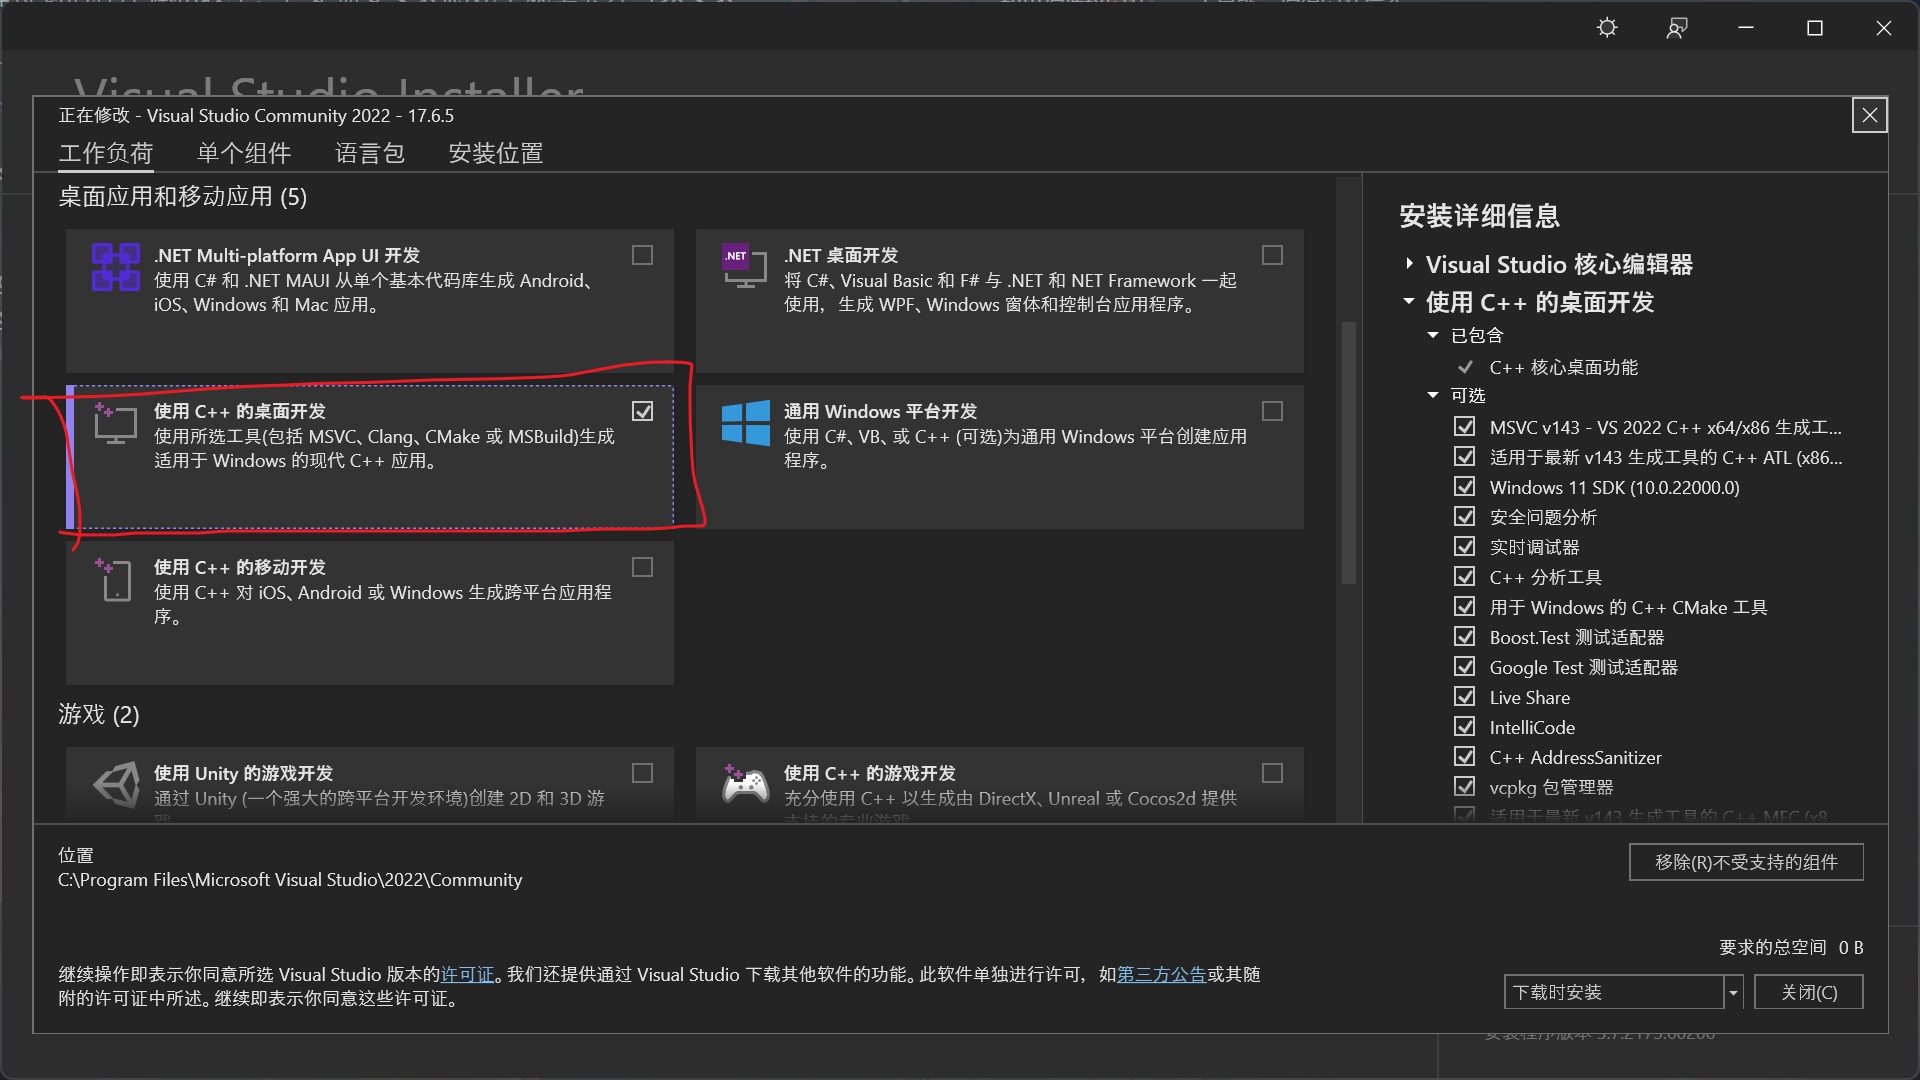 Visual Studio Installer
正在修改 - Visual Studio Community 2022 - 17.6.5
工作负荷 单个组件 语言包 安装位置
桌面应用和移动应用 (5)
.NET Multi-platform App UI 开发
使用 C# 和 .NET MAUI 从单个基本代码库生成 Android、
iOS、Windows 和 Mac 应用。
.NET
.NET 桌面开发
将 C#、Visual Basic 和 F# 与 .NET 和 .NET Framework 一起
使用，生成 WPF、Windows 窗体和控制台应用程序。
使用 C++ 的桌面开发
使用所选工具(包括 MSVC、Clang、CMake 或 MSBuild)生成
适用于 Windows 的现代 C++ 应用。
通用 Windows 平台开发
使用 C#、VB、或 C++ (可选)为通用 Windows 平台创建应用
程序。
使用 C++ 的移动开发
使用 C++ 对 iOS、Android 或 Windows 生成跨平台应用程
序。
游戏 (2)
使用 Unity 的游戏开发
通过 Unity (一个强大的跨平台开发环境)创建 2D 和 3D 游
戏
使用 C++ 的游戏开发
充分使用 C++ 以生成由 DirectX、Unreal 或 Cocos2d 提供
支持的专业游戏
安装详细信息
Visual Studio 核心编辑器
使用 C++ 的桌面开发
已包含
C++ 核心桌面功能
可选
MSVC v143 - VS 2022 C++ x64/x86 生成工...
适用于最新 v143 生成工具的 C++ ATL (x86...
Windows 11 SDK (10.0.22000.0)
安全问题分析
实时调试器
C++ 分析工具
用于 Windows 的 C++ CMake 工具
Boost.Test 测试适配器
Google Test 测试适配器
Live Share
IntelliCode
C++ AddressSanitizer
vcpkg 包管理器
适用于最新 v143 生成工具的 C++ MFC (x8
位置
C:\Program Files\Microsoft Visual Studio\2022\Community
移除(R)不受支持的组件
要求的总空间 0 B
继续操作即表示你同意所选 Visual Studio 版本的许可证。我们还提供通过 Visual Studio 下载其他软件的功能。此软件单独进行许可，如第三方公告或其随
附的许可证中所述。继续即表示你同意这些许可证。
下载时安装
关闭(C)